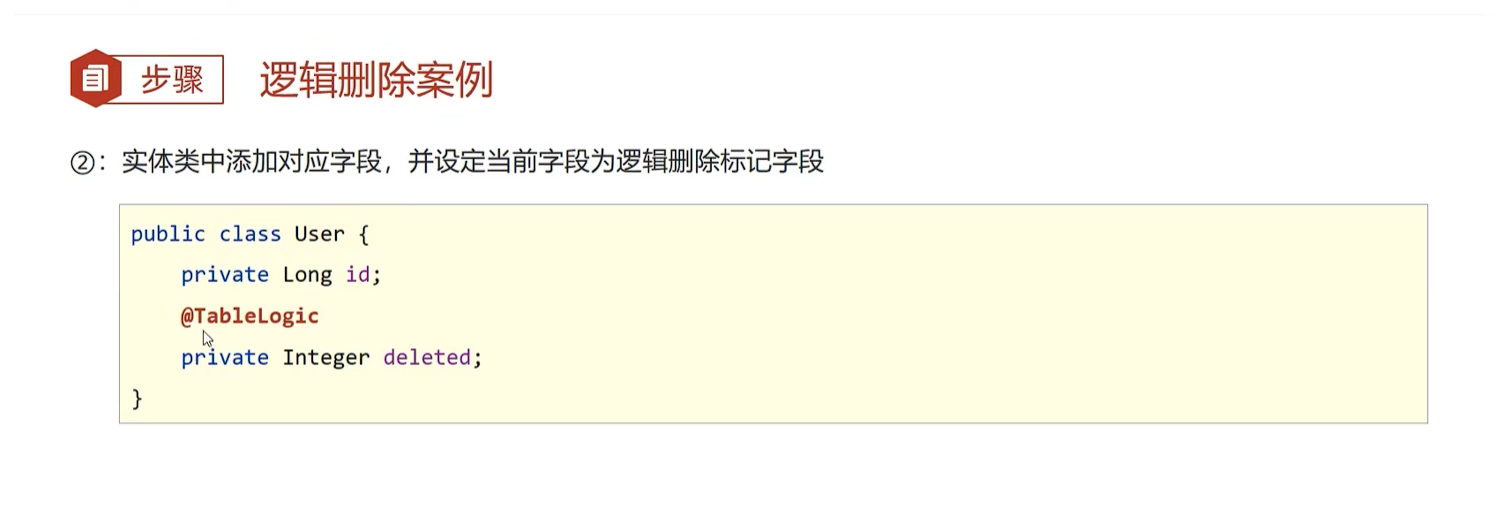 步骤 逻辑删除案例
②：实体类中添加对应字段，并设定当前字段为逻辑删除标记字段
public class User {
    private Long id;
    @TableLogic
    private Integer deleted;
}